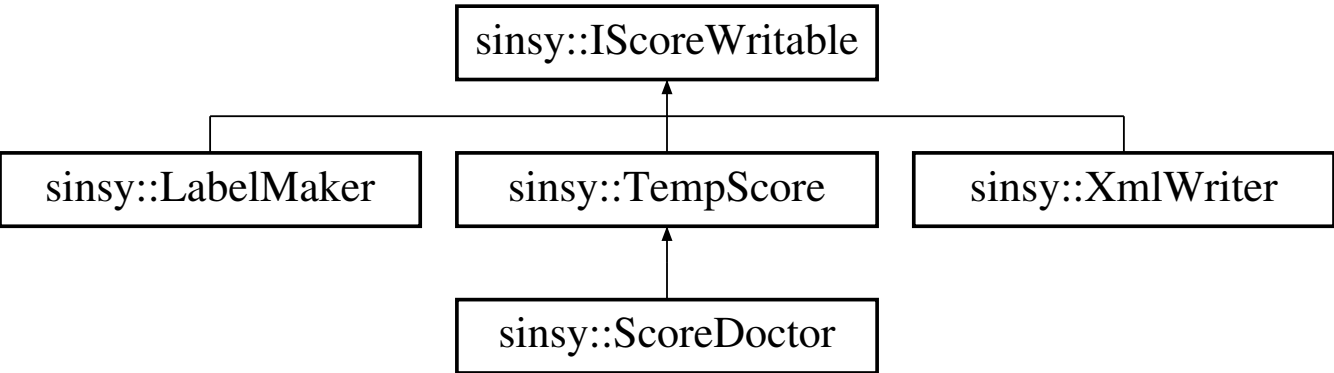 sinsy::IScoreWritable
sinsy::LabelMaker
sinsy::TempScore
sinsy::XmlWriter
sinsy::ScoreDoctor